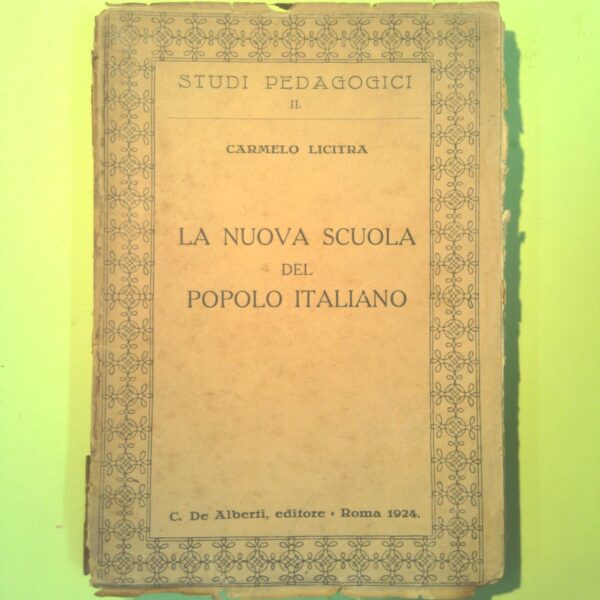 STUDI PEDAGOGICI
II.
CARMELO LICITRA
LA NUOVA SCUOLA
DEL
POPOLO ITALIANO
C. De Alberti, editore • Roma 1924.